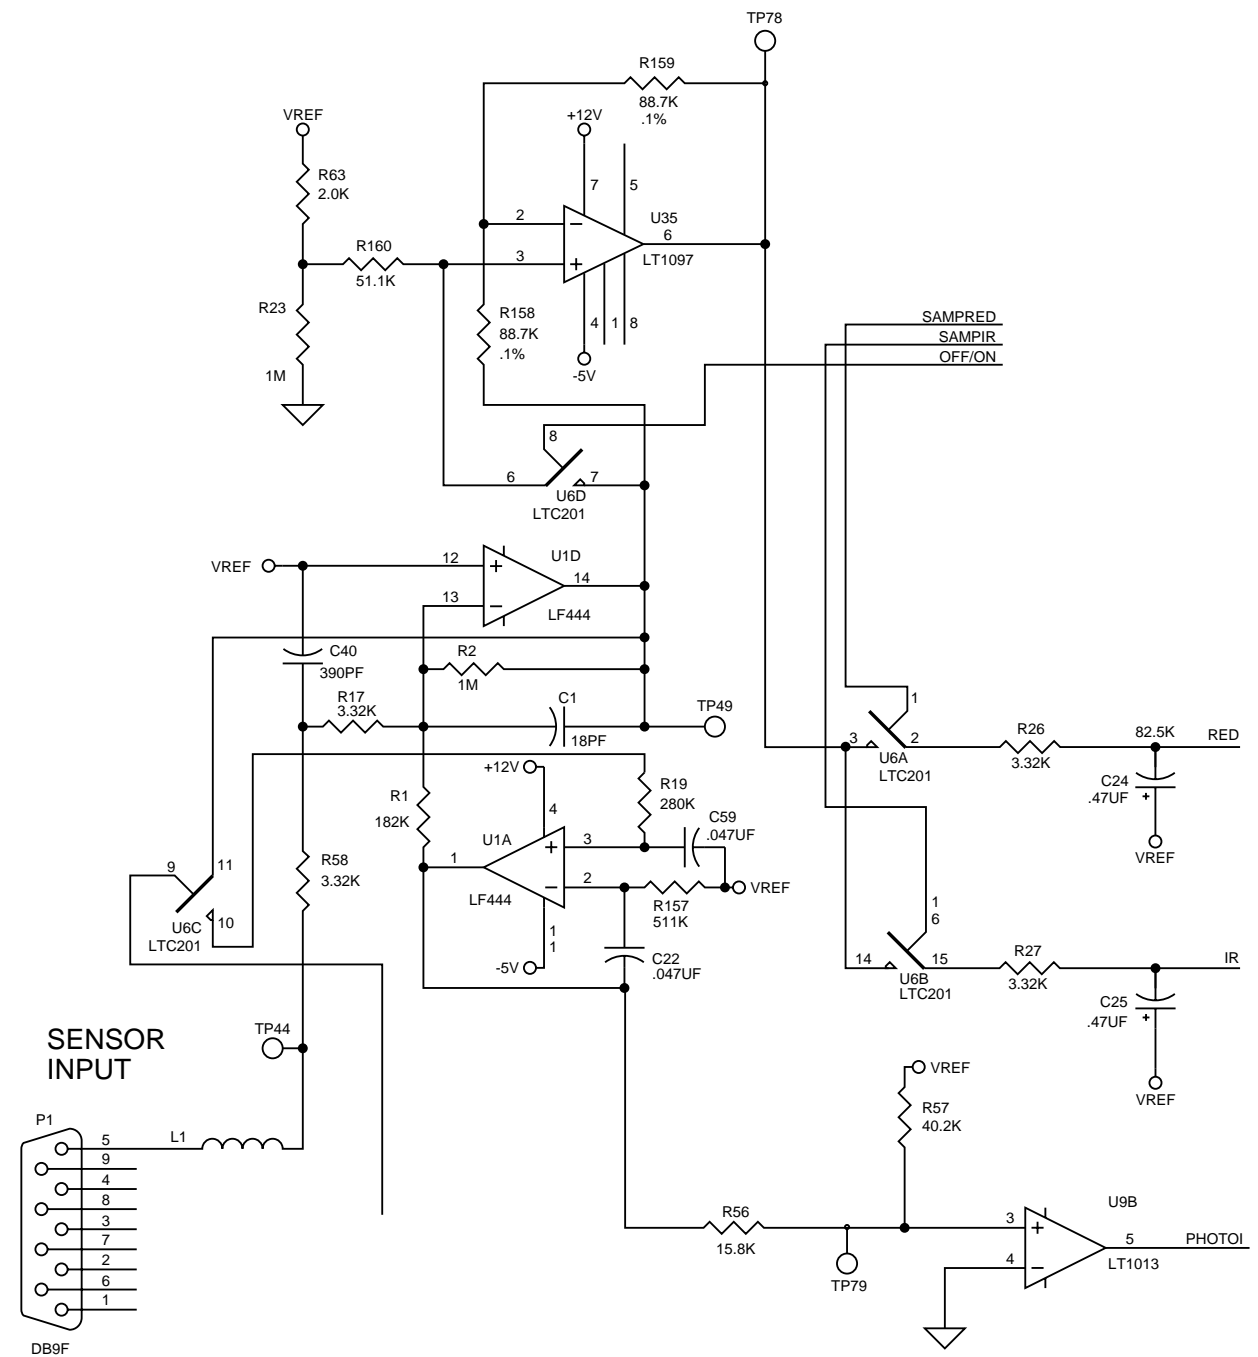 TP78
R159
88.7K
.1%
VREF
+12V
R63
2.0K
7
5
2
U35
6
R160
51.1K
3
LT1097
R23
1M
R158
88.7K
.1%
4
1
8
-5V
SAMPRED
SAMPIR
OFF/ON
8
6
7
U6D
LTC201
VREF
12
U1D
14
13
LF444
C40
390PF
R2
1M
R17
3.32K
C1
18PF
TP49
1
3
2
U6A
LTC201
R26
3.32K
82.5K
RED
C24
.47UF
VREF
+12V
R19
280K
R1
182K
4
C59
.047UF
U1A
3
1
2
LF444
VREF
R157
511K
1
1
-5V
C22
.047UF
9
11
U6C
LTC201
10
R58
3.32K
1
6
14
15
U6B
LTC201
R27
3.32K
IR
C25
.47UF
VREF
SENSOR
INPUT
TP44
VREF
R57
40.2K
P1
5
L1
9
4
8
3
7
2
6
1
DB9F
R56
15.8K
TP79
3
4
U9B
5
PHOTOI
LT1013